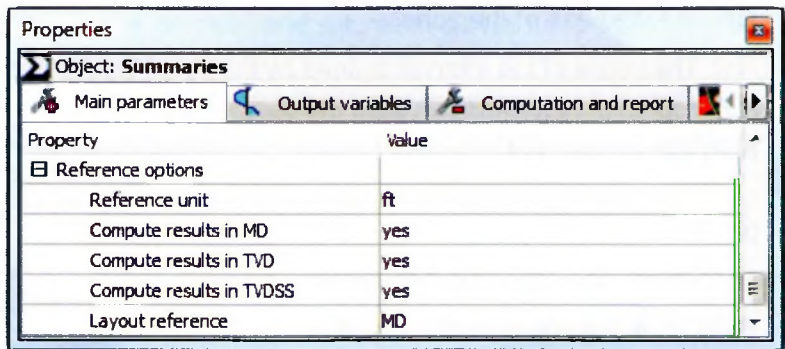 Properties
Object: Summaries
Main parameters Output variables Computation and report
Property Value
Reference options
Reference unit ft
Compute results in MD yes
Compute results in TVD yes
Compute results in TVDSS yes
Layout reference MD